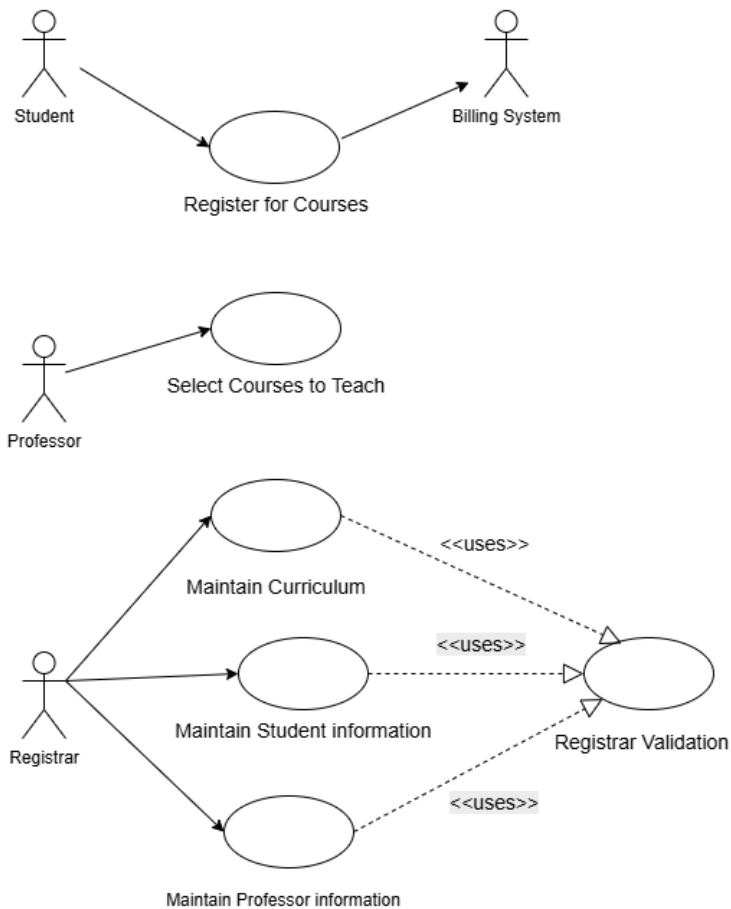 Student
Billing System
Register for Courses
Select Courses to Teach
Professor
<<uses>>
Maintain Curriculum
<<uses>>
Maintain Student information
Registrar Validation
Registrar
<<uses>>
Maintain Professor information